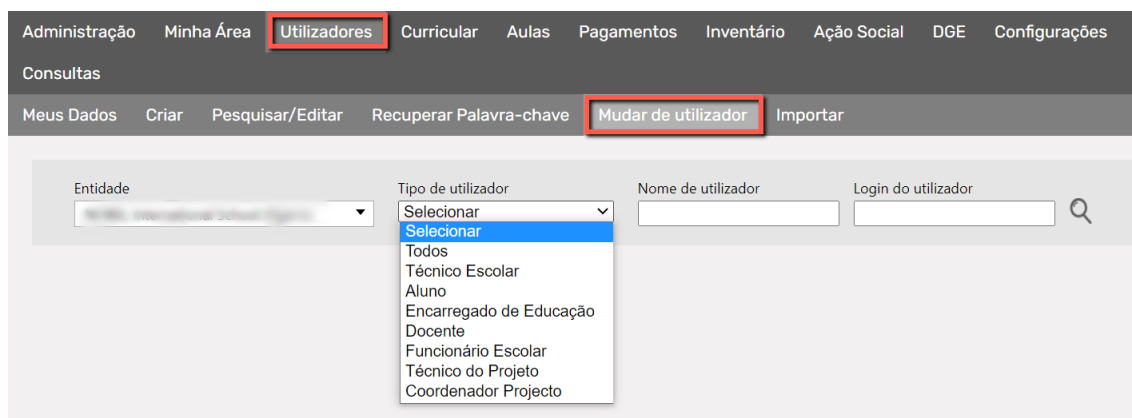 Administração Minha Área Utilizadores Curricular Aulas Pagamentos Inventário Ação Social DGE Configurações
Consultas
Meus Dados Criar Pesquisar/Editar Recuperar Palavra-chave Mudar de utilizador Importar
Entidade Tipo de utilizador Nome de utilizador Login do utilizador
Selecionar
Selecionar
Todos
Técnico Escolar
Aluno
Encarregado de Educação
Docente
Funcionário Escolar
Técnico do Projeto
Coordenador Projecto